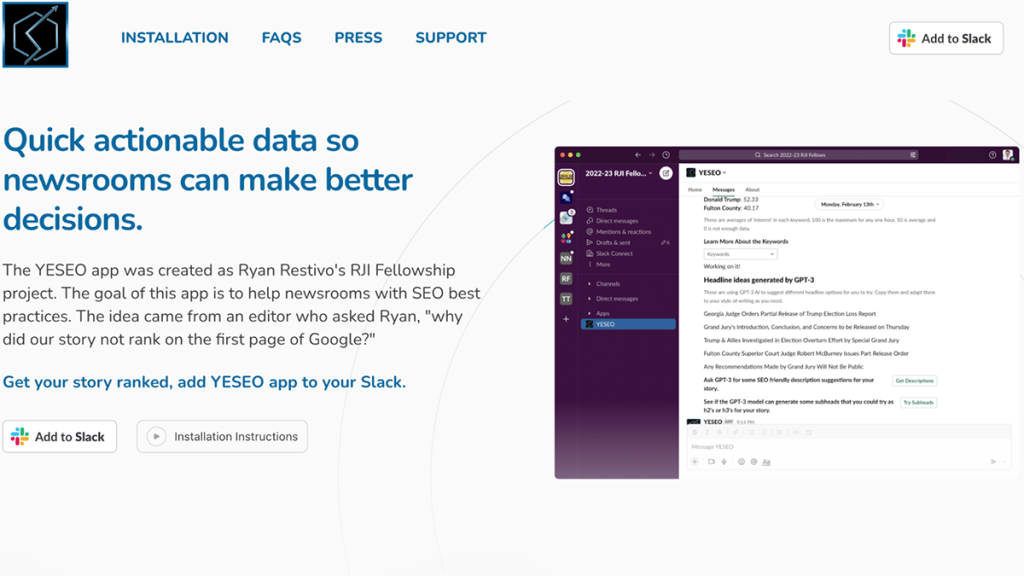 INSTALLATION FAQS PRESS SUPPORT
Add to Slack
Quick actionable data so
newsrooms can make better
decisions.
The YESEO app was created as Ryan Restivo's RJI Fellowship
project. The goal of this app is to help newsrooms with SEO best
practices. The idea came from an editor who asked Ryan, "why
did our story not rank on the first page of Google?"
Get your story ranked, add YESEO app to your Slack.
Add to Slack
Installation Instructions
Search 2022-23 RJI Fellows
2022-23 RJI Fello...
Threads
Direct messages
Mentions & reactions
Drafts & sent
6
Slack Connect
More
Channels
Direct messages
Apps
YESEO
NN
RF
TT
YESEO
Home Messages About
Donald Trump: 52.33
Monday, February 13th
Fulton County: 40.17
These are averages of 'interest' in each keyword, 100 is the maximum for any one hour, 50 is average and
0 is not enough data.
Learn More About the Keywords
Keywords
Working on it!
Headline ideas generated by GPT-3
These are using GPT-3 AI to suggest different headline options for you to try. Copy them and adapt them
to your style of writing as you need.
Georgia Judge Orders Partial Release of Trump Election Loss Report
Grand Jury's Introduction, Conclusion, and Concerns to be Released on Thursday
Trump & Allies Investigated in Election Overturn Effort by Special Grand Jury
Fulton County Superior Court Judge Robert McBurney Issues Part Release Order
Any Recommendations Made by Grand Jury Will Not Be Public
Ask GPT-3 for some SEO friendly description suggestions for your
story.
Get Descriptions
See if the GPT-3 model can generate some subheads that you could try as
h2's or h3's for your story.
Try Subheads
YESEO APP 9:14 PM
Message YESEO
Aa